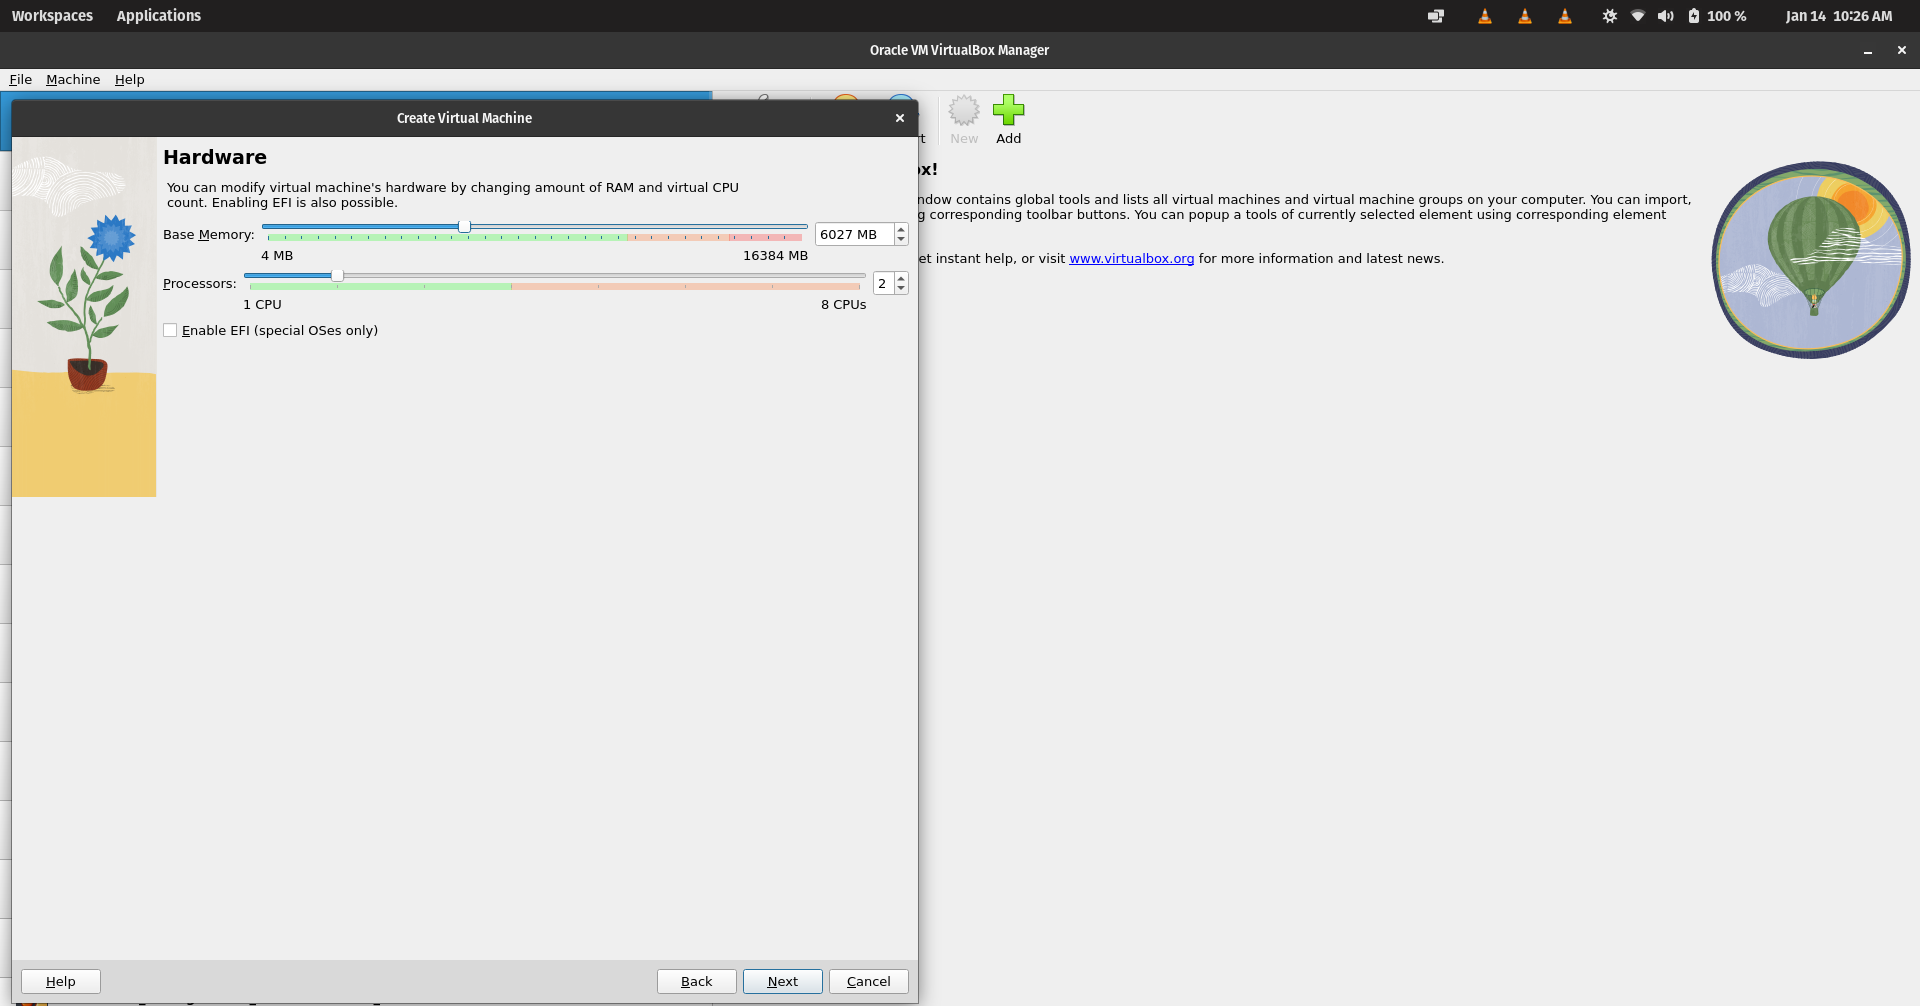 Workspaces Applications 100 % Jan 14 10:26 AM
Oracle VM VirtualBox Manager
File Machine Help
Create Virtual Machine
New Add
Hardware
You can modify virtual machine's hardware by changing amount of RAM and virtual CPU
count. Enabling EFI is also possible.
Base Memory: 6027 MB
4 MB 16384 MB
Processors: 2
1 CPU 8 CPUs
Enable EFI (special OSes only)
contains global tools and lists all virtual machines and virtual machine groups on your computer. You can import,
corresponding toolbar buttons. You can popup a tools of currently selected element using corresponding element
instant help, or visit www.virtualbox.org for more information and latest news.
Help Back Next Cancel